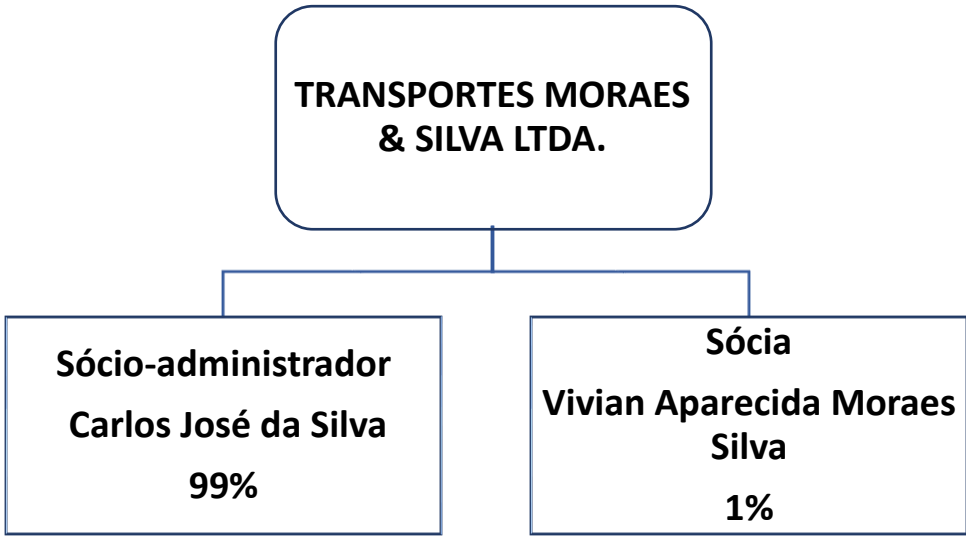 TRANSPORTES MORAES
& SILVA LTDA.
Sócio-administrador
Carlos José da Silva
99%
Sócia
Vivian Aparecida Moraes
Silva
1%